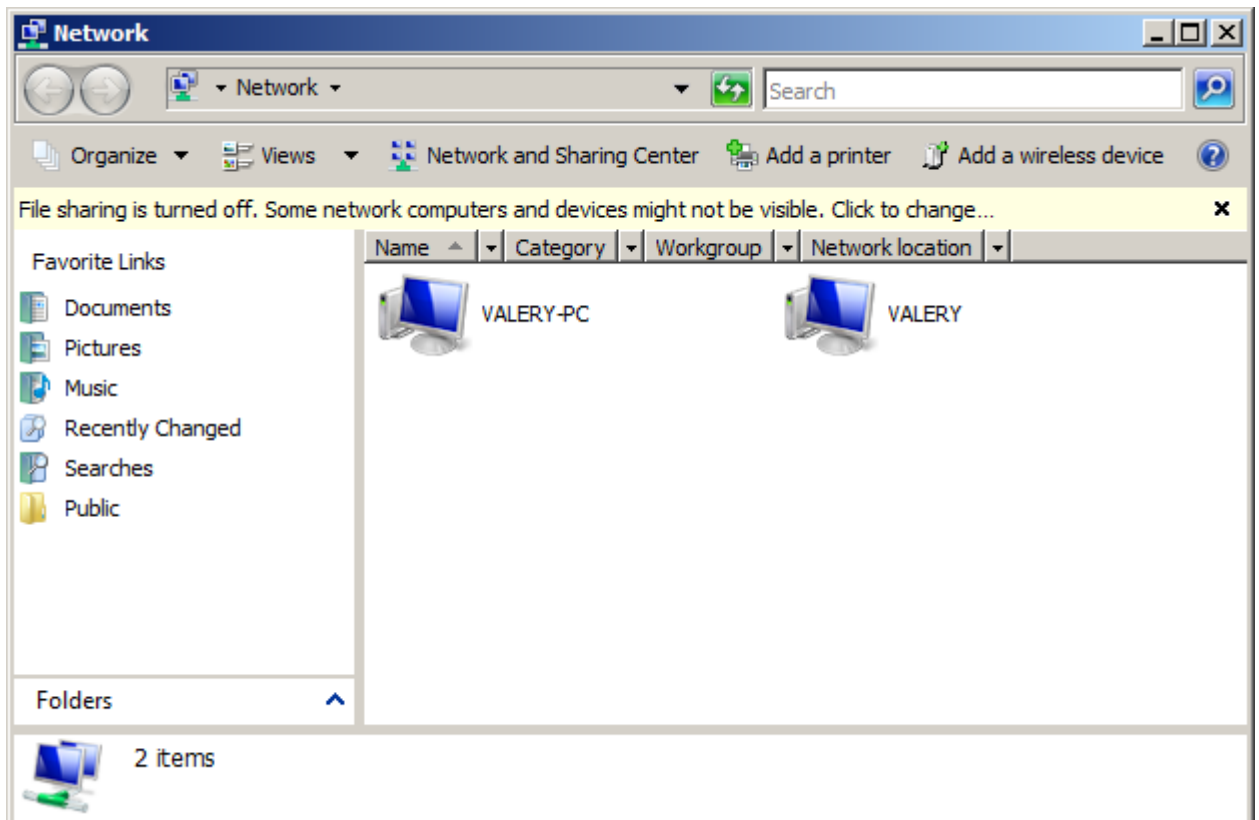 Network
Network
Search
Organize Views Network and Sharing Center Add a printer Add a wireless device
File sharing is turned off. Some network computers and devices might not be visible. Click to change...
Name Category Workgroup Network location
Favorite Links
Documents
Pictures
Music
Recently Changed
Searches
Public
VALERY-PC VALERY
Folders
2 items